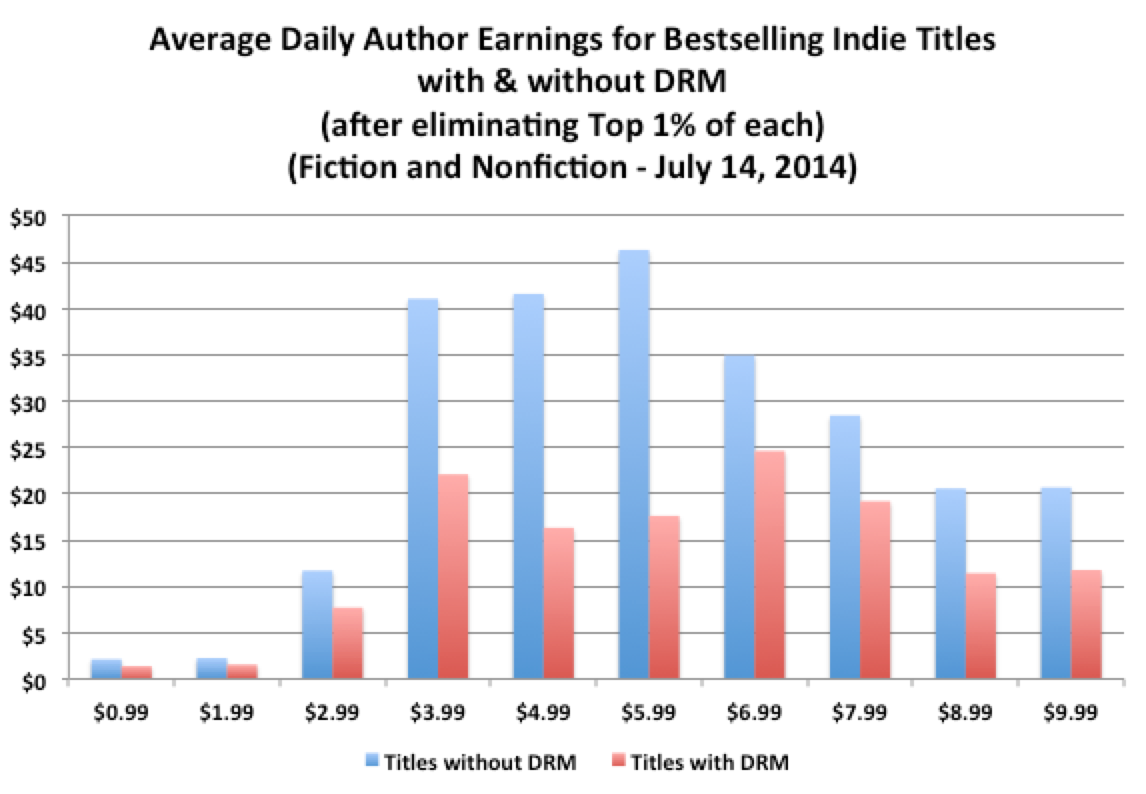 Average Daily Author Earnings for Bestselling Indie Titles
with & without DRM
(after eliminating Top 1% of each)
(Fiction and Nonfiction - July 14, 2014)
$50
$45
$40
$35
$30
$25
$20
$15
$10
$5
$0
$0.99 $1.99 $2.99 $3.99 $4.99 $5.99 $6.99 $7.99 $8.99 $9.99
Titles without DRM Titles with DRM